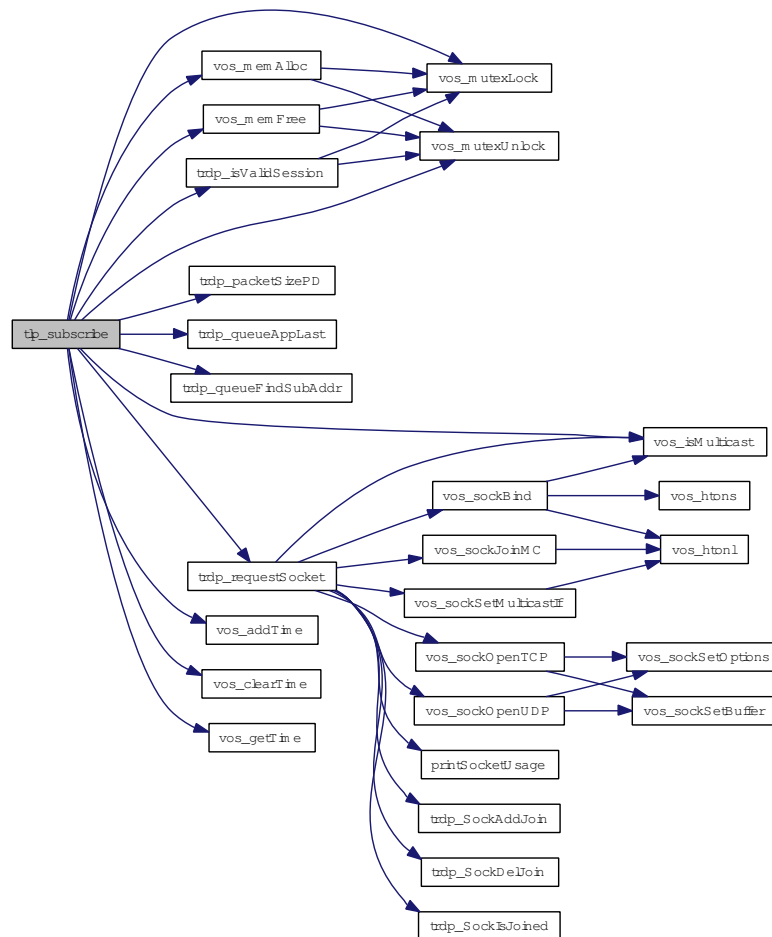 vos_memAlloc
vos_mutexLock
vos_memFree
vos_mutexUnlock
trdp_isValidSession
trdp_packetSizePD
tlp_subscribe
trdp_queueAppLast
trdp_queueFindSubAddr
vos_isMulticast
vos_sockBind
vos_htons
vos_sockJoinMC
vos_htonl
trdp_requestSocket
vos_sockSetMulticastIf
vos_addTime
vos_sockOpenTCP
vos_sockSetOptions
vos_clearTime
vos_sockOpenUDP
vos_sockSetBuffer
vos_getTime
printSocketUsage
trdp_SockAddJoin
trdp_SockDelJoin
trdp_SockIsJoined